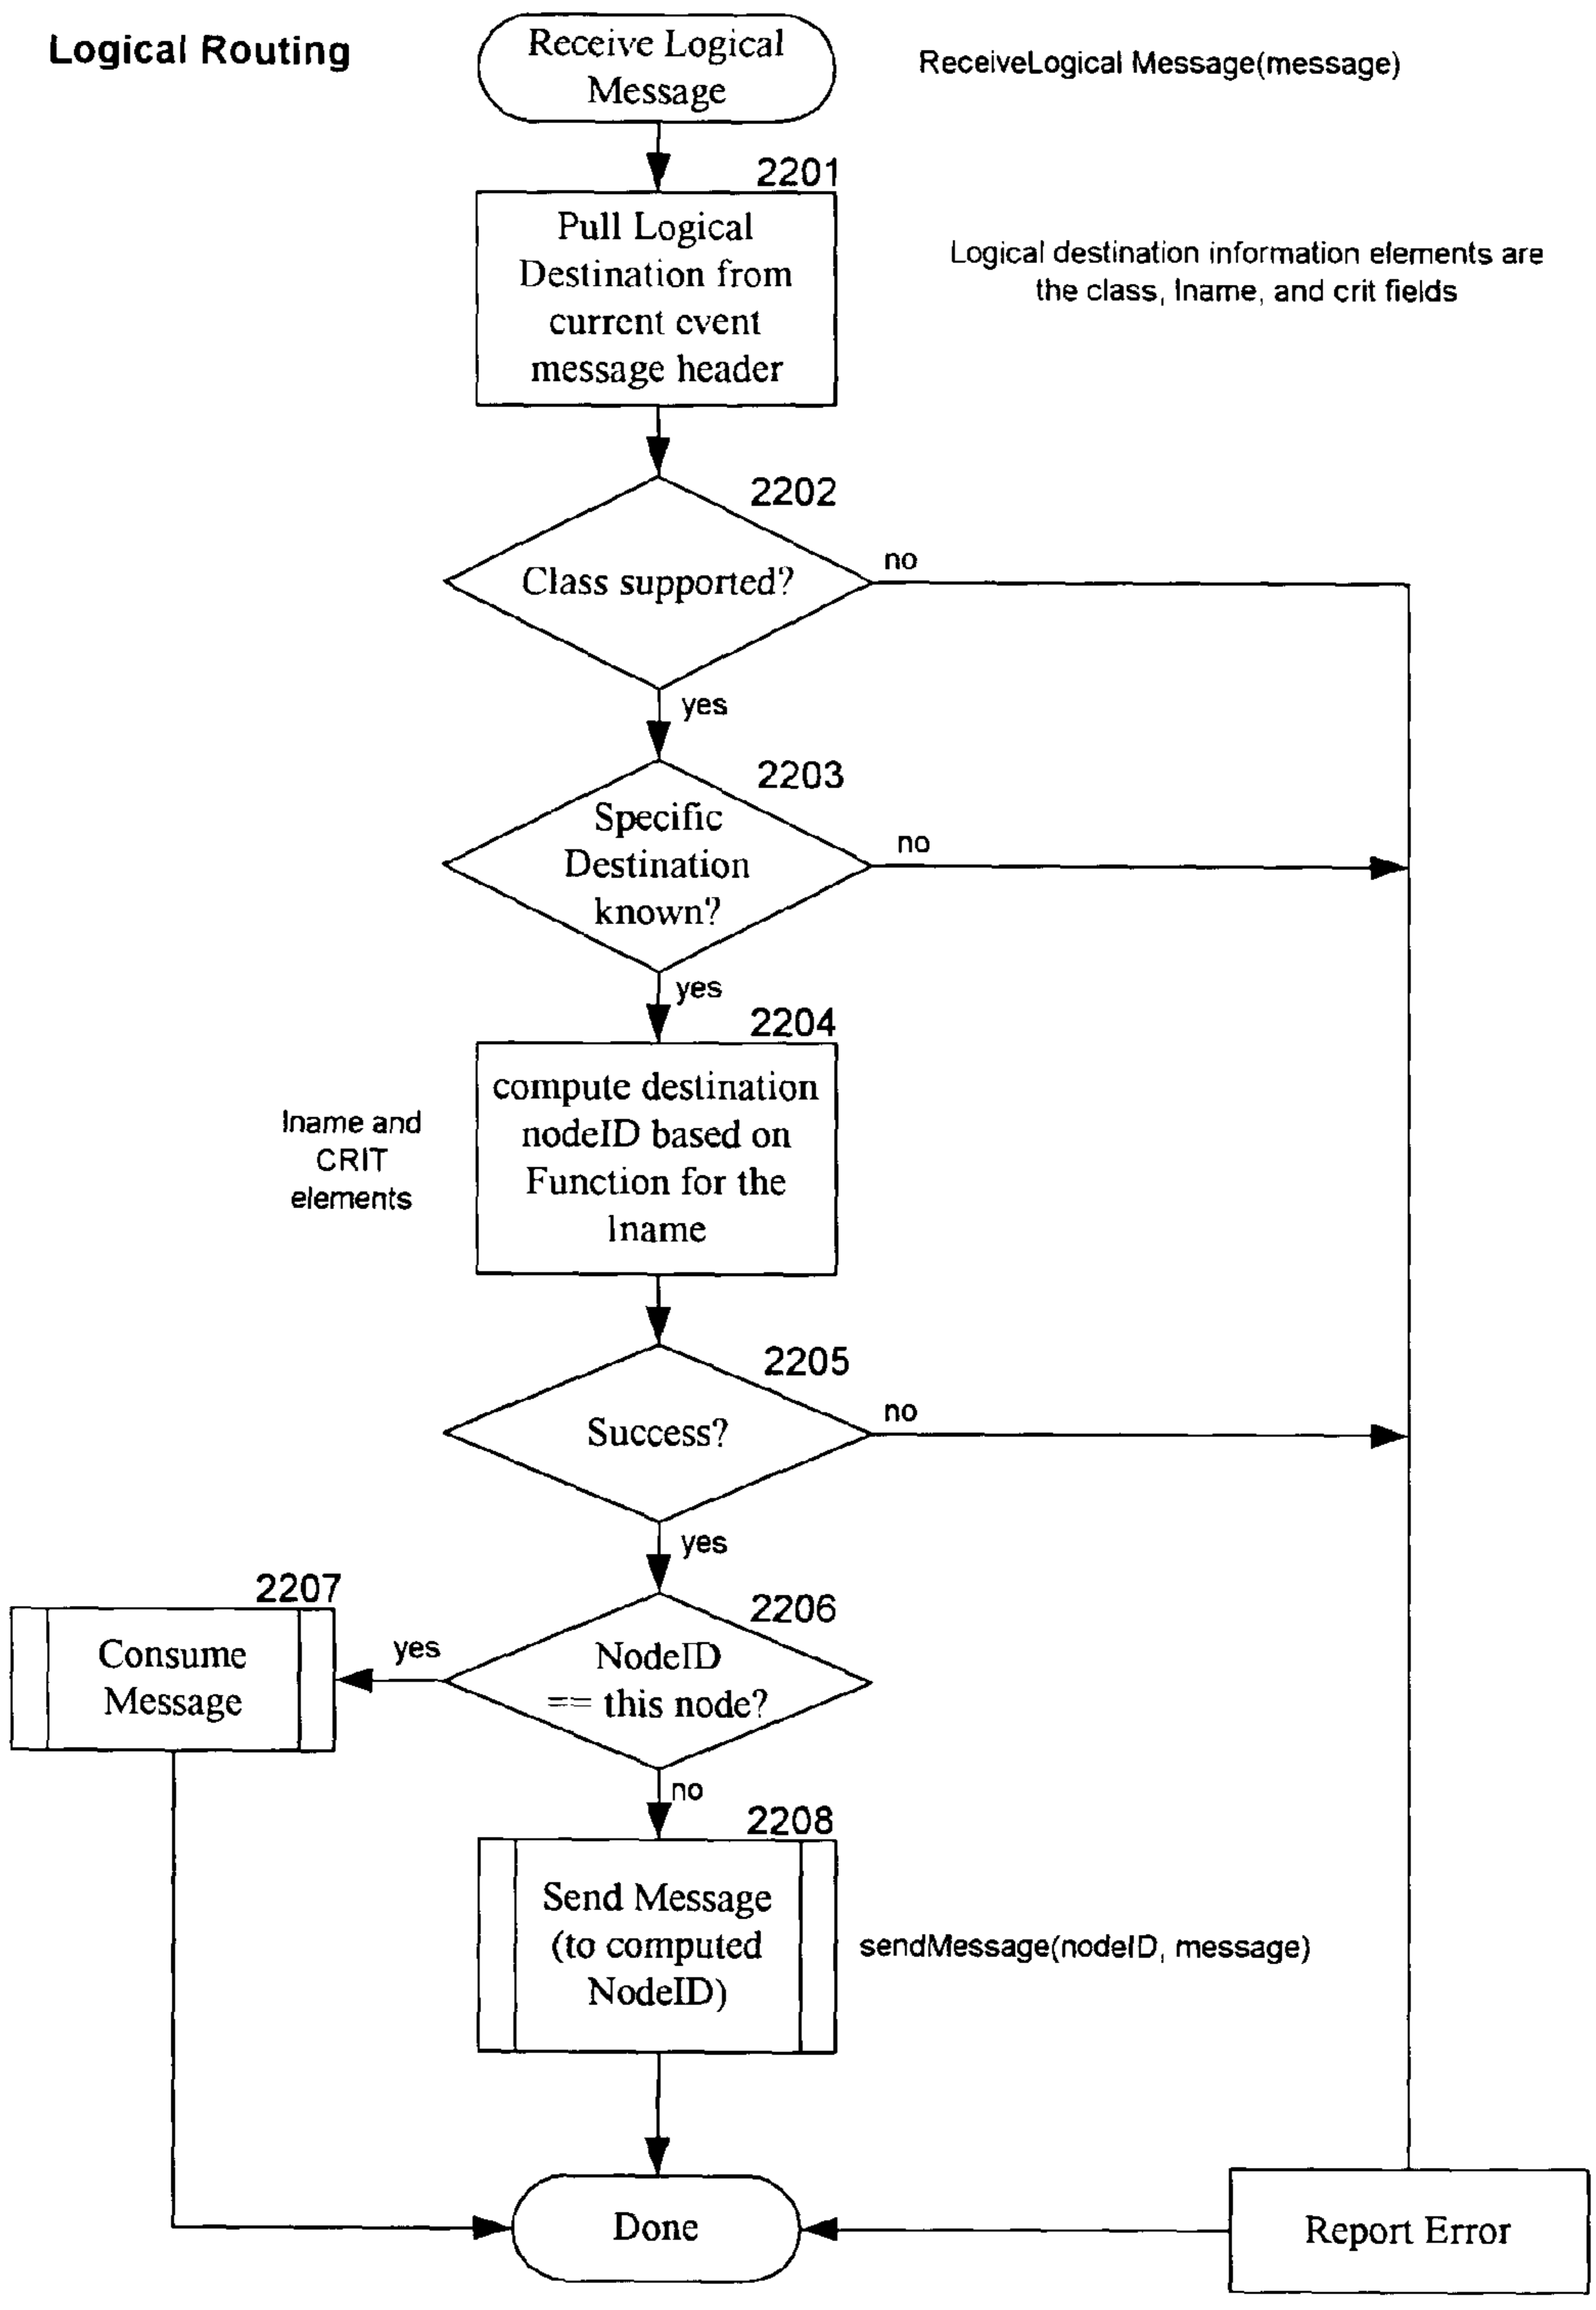 Logical Routing
Receive Logical
Message
ReceiveLogical Message(message)
2201
Pull Logical
Destination from
current event
message header
Logical destination information elements are
the class, lname, and crit fields
2202
Class supported?
no
yes
2203
Specific
Destination
known?
no
yes
2204
compute destination
nodeID based on
Function for the
lname
lname and
CRIT
elements
2205
Success?
no
yes
2206
NodeID
== this node?
yes
2207
Consume
Message
no
2208
Send Message
(to computed
NodeID)
sendMessage(nodeID, message)
Done
Report Error